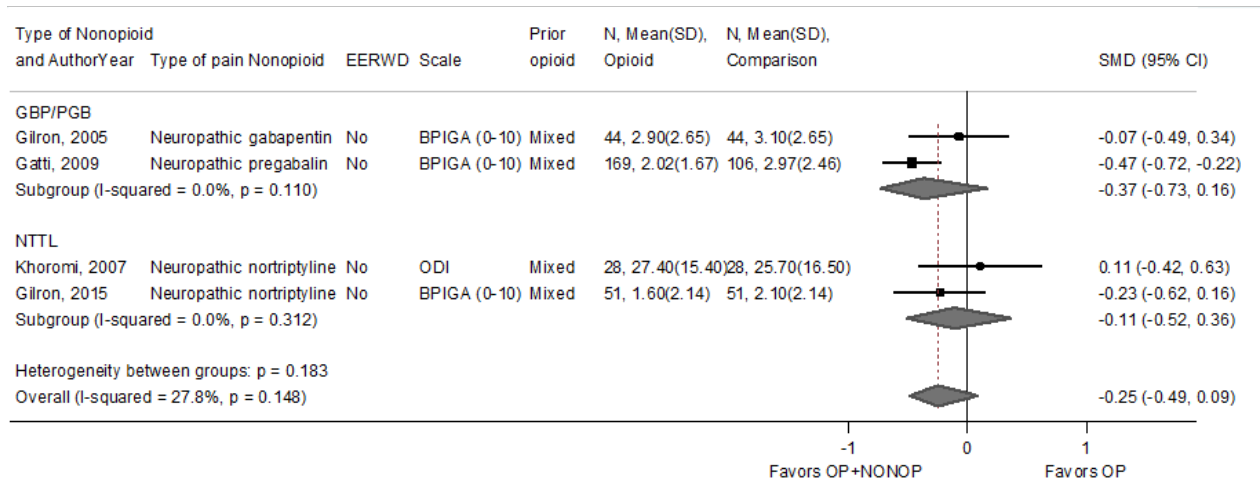 Type of Nonopioid Prior N, Mean(SD), N, Mean(SD),
and AuthorYear Type of pain Nonopioid EERWD Scale opioid Opioid Comparison SMD (95% CI)
GBP/PGB
Gilron, 2005 Neuropathic gabapentin No BPIGA (0-10) Mixed 44, 2.90(2.65) 44, 3.10(2.65) -0.07 (-0.49, 0.34)
Gatti, 2009 Neuropathic pregabalin No BPIGA (0-10) Mixed 169, 2.02(1.67) 106, 2.97(2.46) -0.47 (-0.72, -0.22)
Subgroup (I-squared = 0.0%, p = 0.110) -0.37 (-0.73, 0.16)
NTTL
Khoromi, 2007 Neuropathic nortriptyline No ODI Mixed 28, 27.40(15.40) 28, 25.70(16.50) 0.11 (-0.42, 0.63)
Gilron, 2015 Neuropathic nortriptyline No BPIGA (0-10) Mixed 51, 1.60(2.14) 51, 2.10(2.14) -0.23 (-0.62, 0.16)
Subgroup (I-squared = 0.0%, p = 0.312) -0.11 (-0.52, 0.36)
Heterogeneity between groups: p = 0.183
Overall (I-squared = 27.8%, p = 0.148) -0.25 (-0.49, 0.09)
-1 0 1
Favors OP+NONOP Favors OP